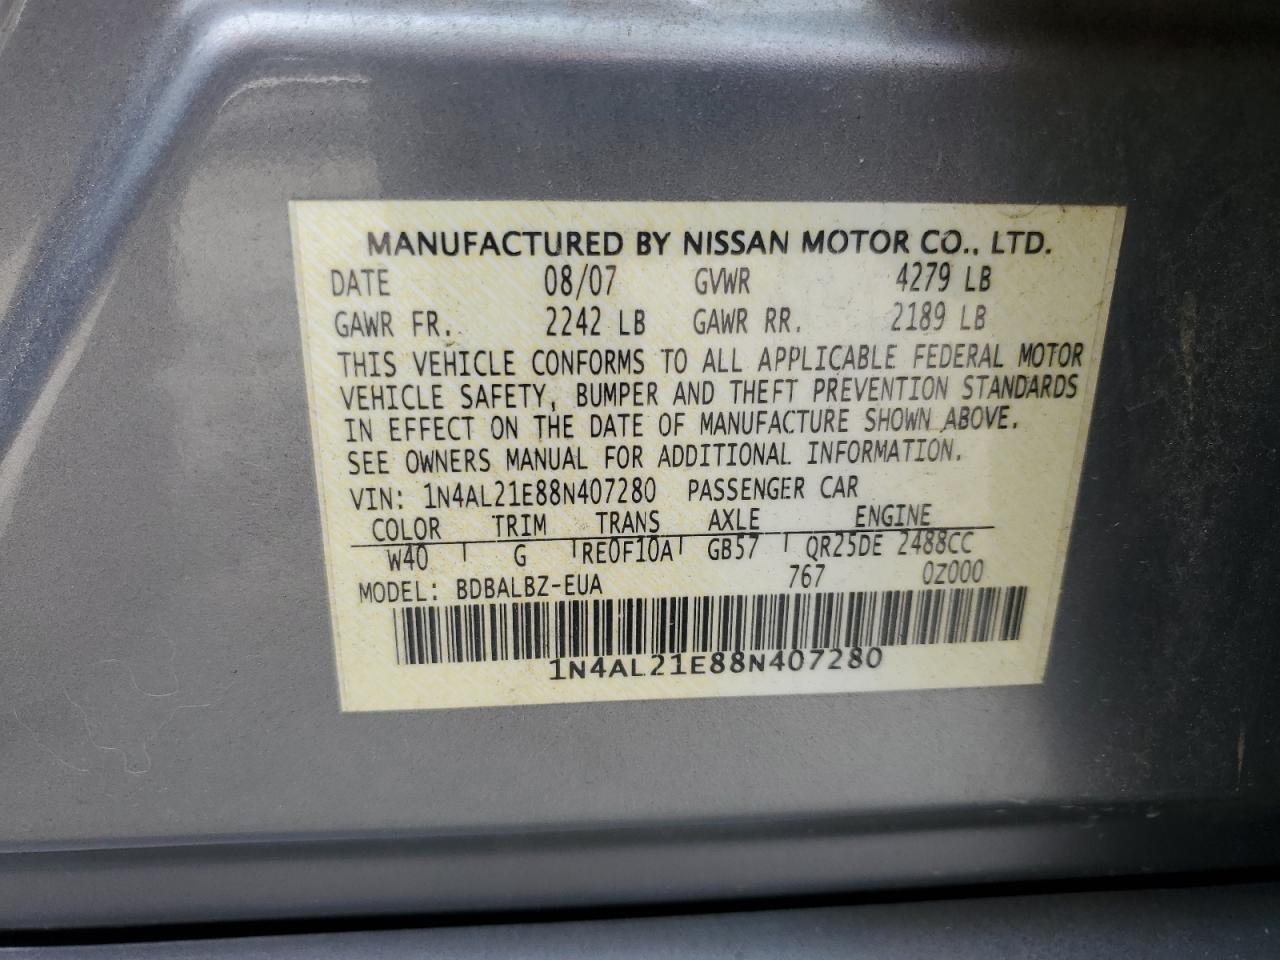 MANUFACTURED BY NISSAN MOTOR CO., LTD.
DATE 08/07 GVWR 4279 LB
GAWR FR. 2242 LB GAWR RR. 2189 LB
THIS VEHICLE CONFORMS TO ALL APPLICABLE FEDERAL MOTOR
VEHICLE SAFETY, BUMPER AND THEFT PREVENTION STANDARDS
IN EFFECT ON THE DATE OF MANUFACTURE SHOWN ABOVE.
SEE OWNERS MANUAL FOR ADDITIONAL INFORMATION.
VIN: 1N4AL21E88N407280 PASSENGER CAR
COLOR TRIM TRANS AXLE ENGINE
W40 G RE0F10A GB57 QR25DE 2488CC
MODEL: BDBALBZ-EUA 767 0Z000
1N4AL21E88N407280